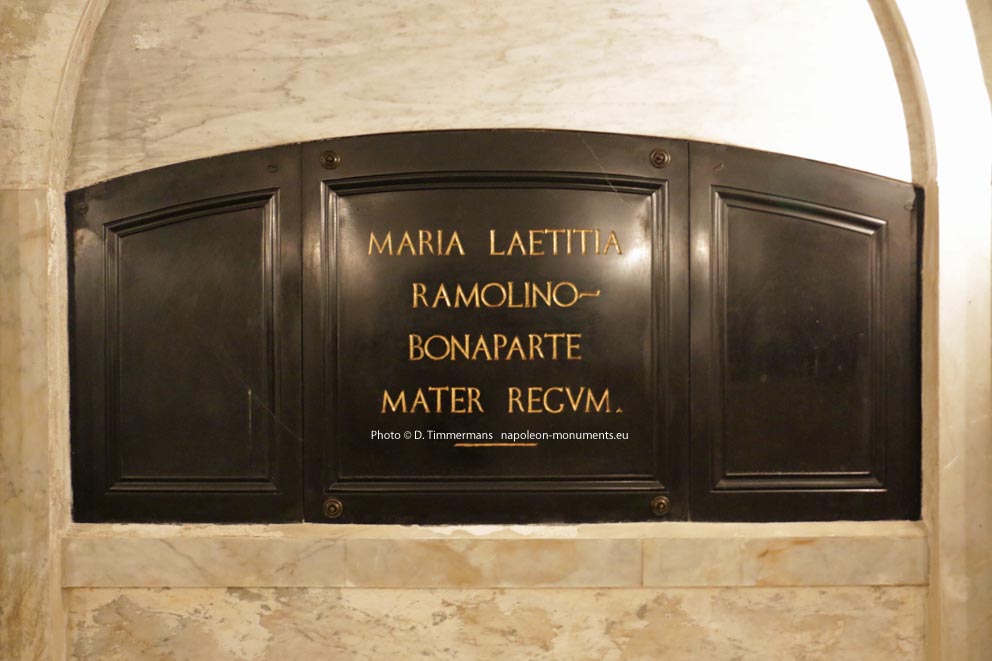 MARIA LAETITIA
RAMOLINO~
BONAPARTE
MATER REGVM.
Photo © D. Timmermans napoleon-monuments.eu